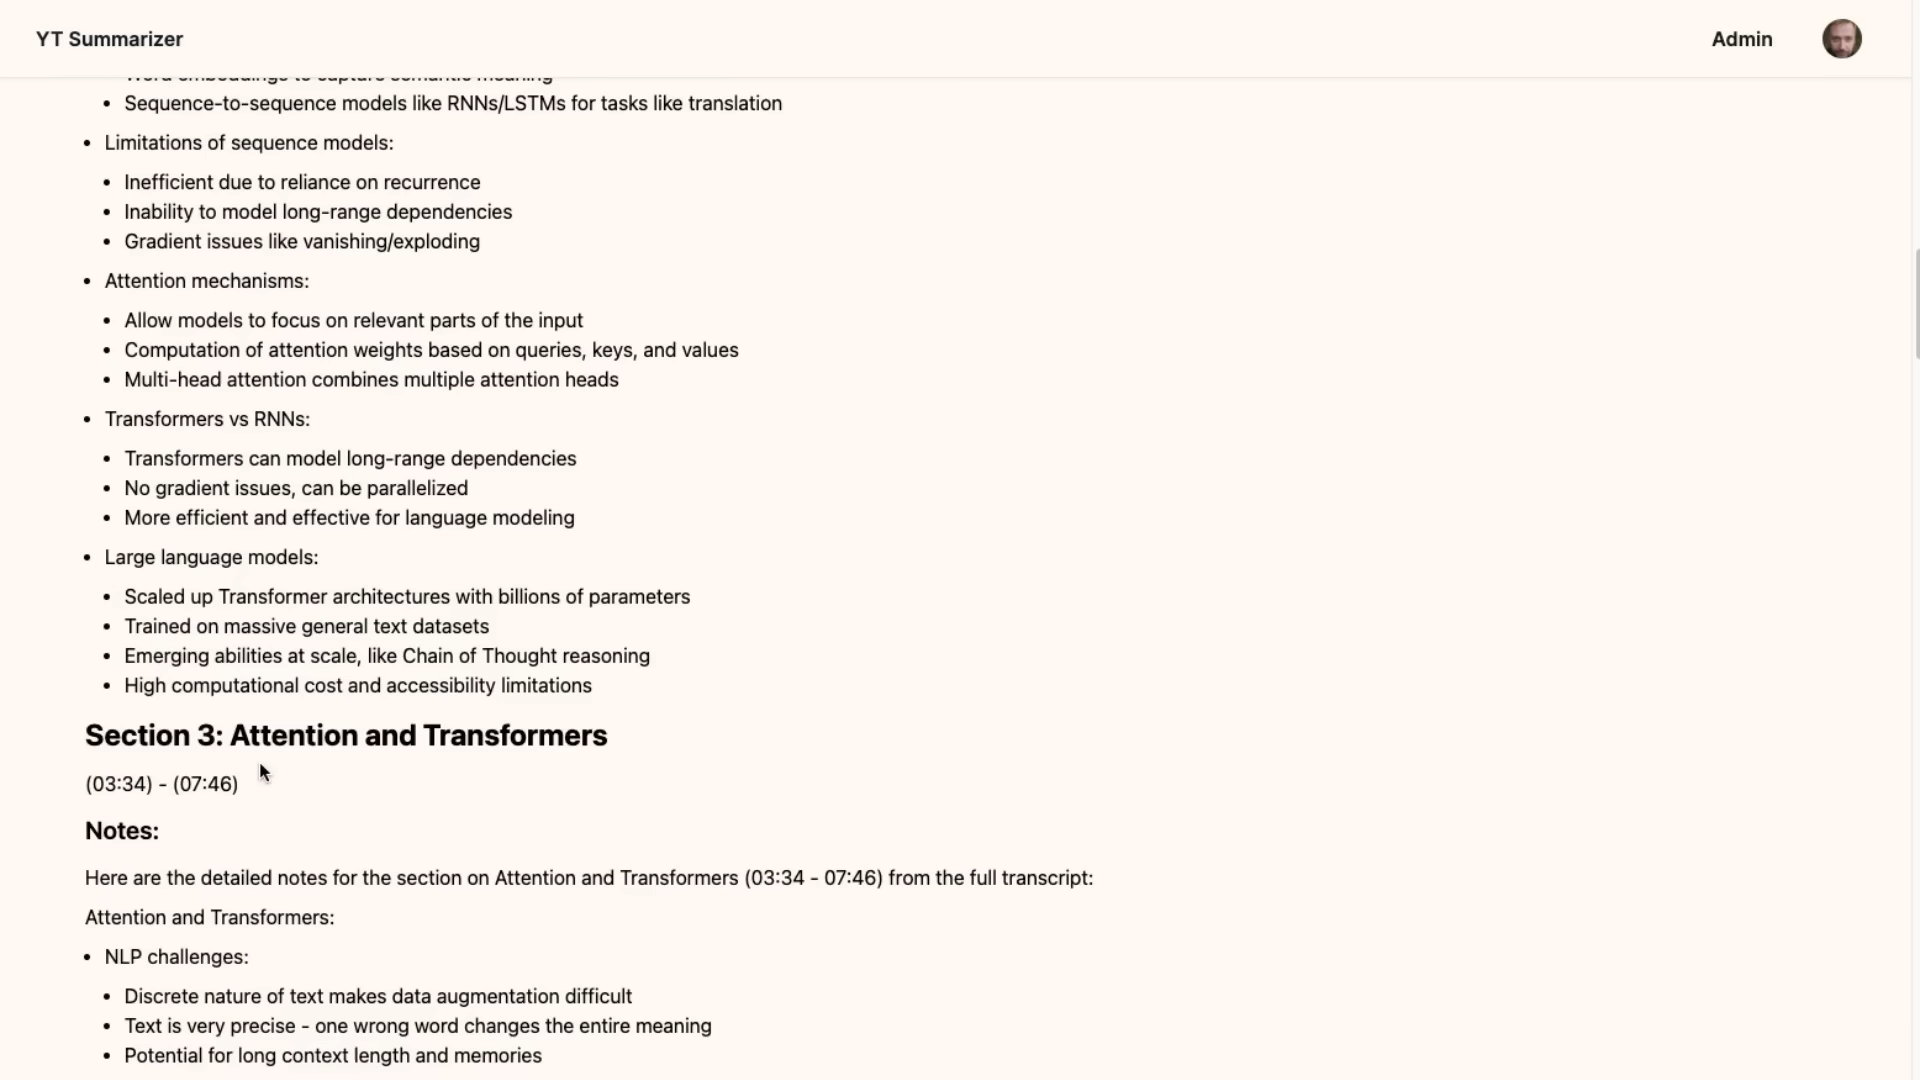 YT Summarizer
Admin
Word embeddings to capture semantic meaning
• Sequence-to-sequence models like RNNs/LSTMs for tasks like translation
• Limitations of sequence models:
• Inefficient due to reliance on recurrence
• Inability to model long-range dependencies
• Gradient issues like vanishing/exploding
• Attention mechanisms:
• Allow models to focus on relevant parts of the input
• Computation of attention weights based on queries, keys, and values
• Multi-head attention combines multiple attention heads
• Transformers vs RNNs:
• Transformers can model long-range dependencies
• No gradient issues, can be parallelized
• More efficient and effective for language modeling
• Large language models:
• Scaled up Transformer architectures with billions of parameters
• Trained on massive general text datasets
• Emerging abilities at scale, like Chain of Thought reasoning
• High computational cost and accessibility limitations
Section 3: Attention and Transformers
(03:34) - (07:46)
Notes:
Here are the detailed notes for the section on Attention and Transformers (03:34 - 07:46) from the full transcript:
Attention and Transformers:
• NLP challenges:
• Discrete nature of text makes data augmentation difficult
• Text is very precise - one wrong word changes the entire meaning
• Potential for long context length and memories